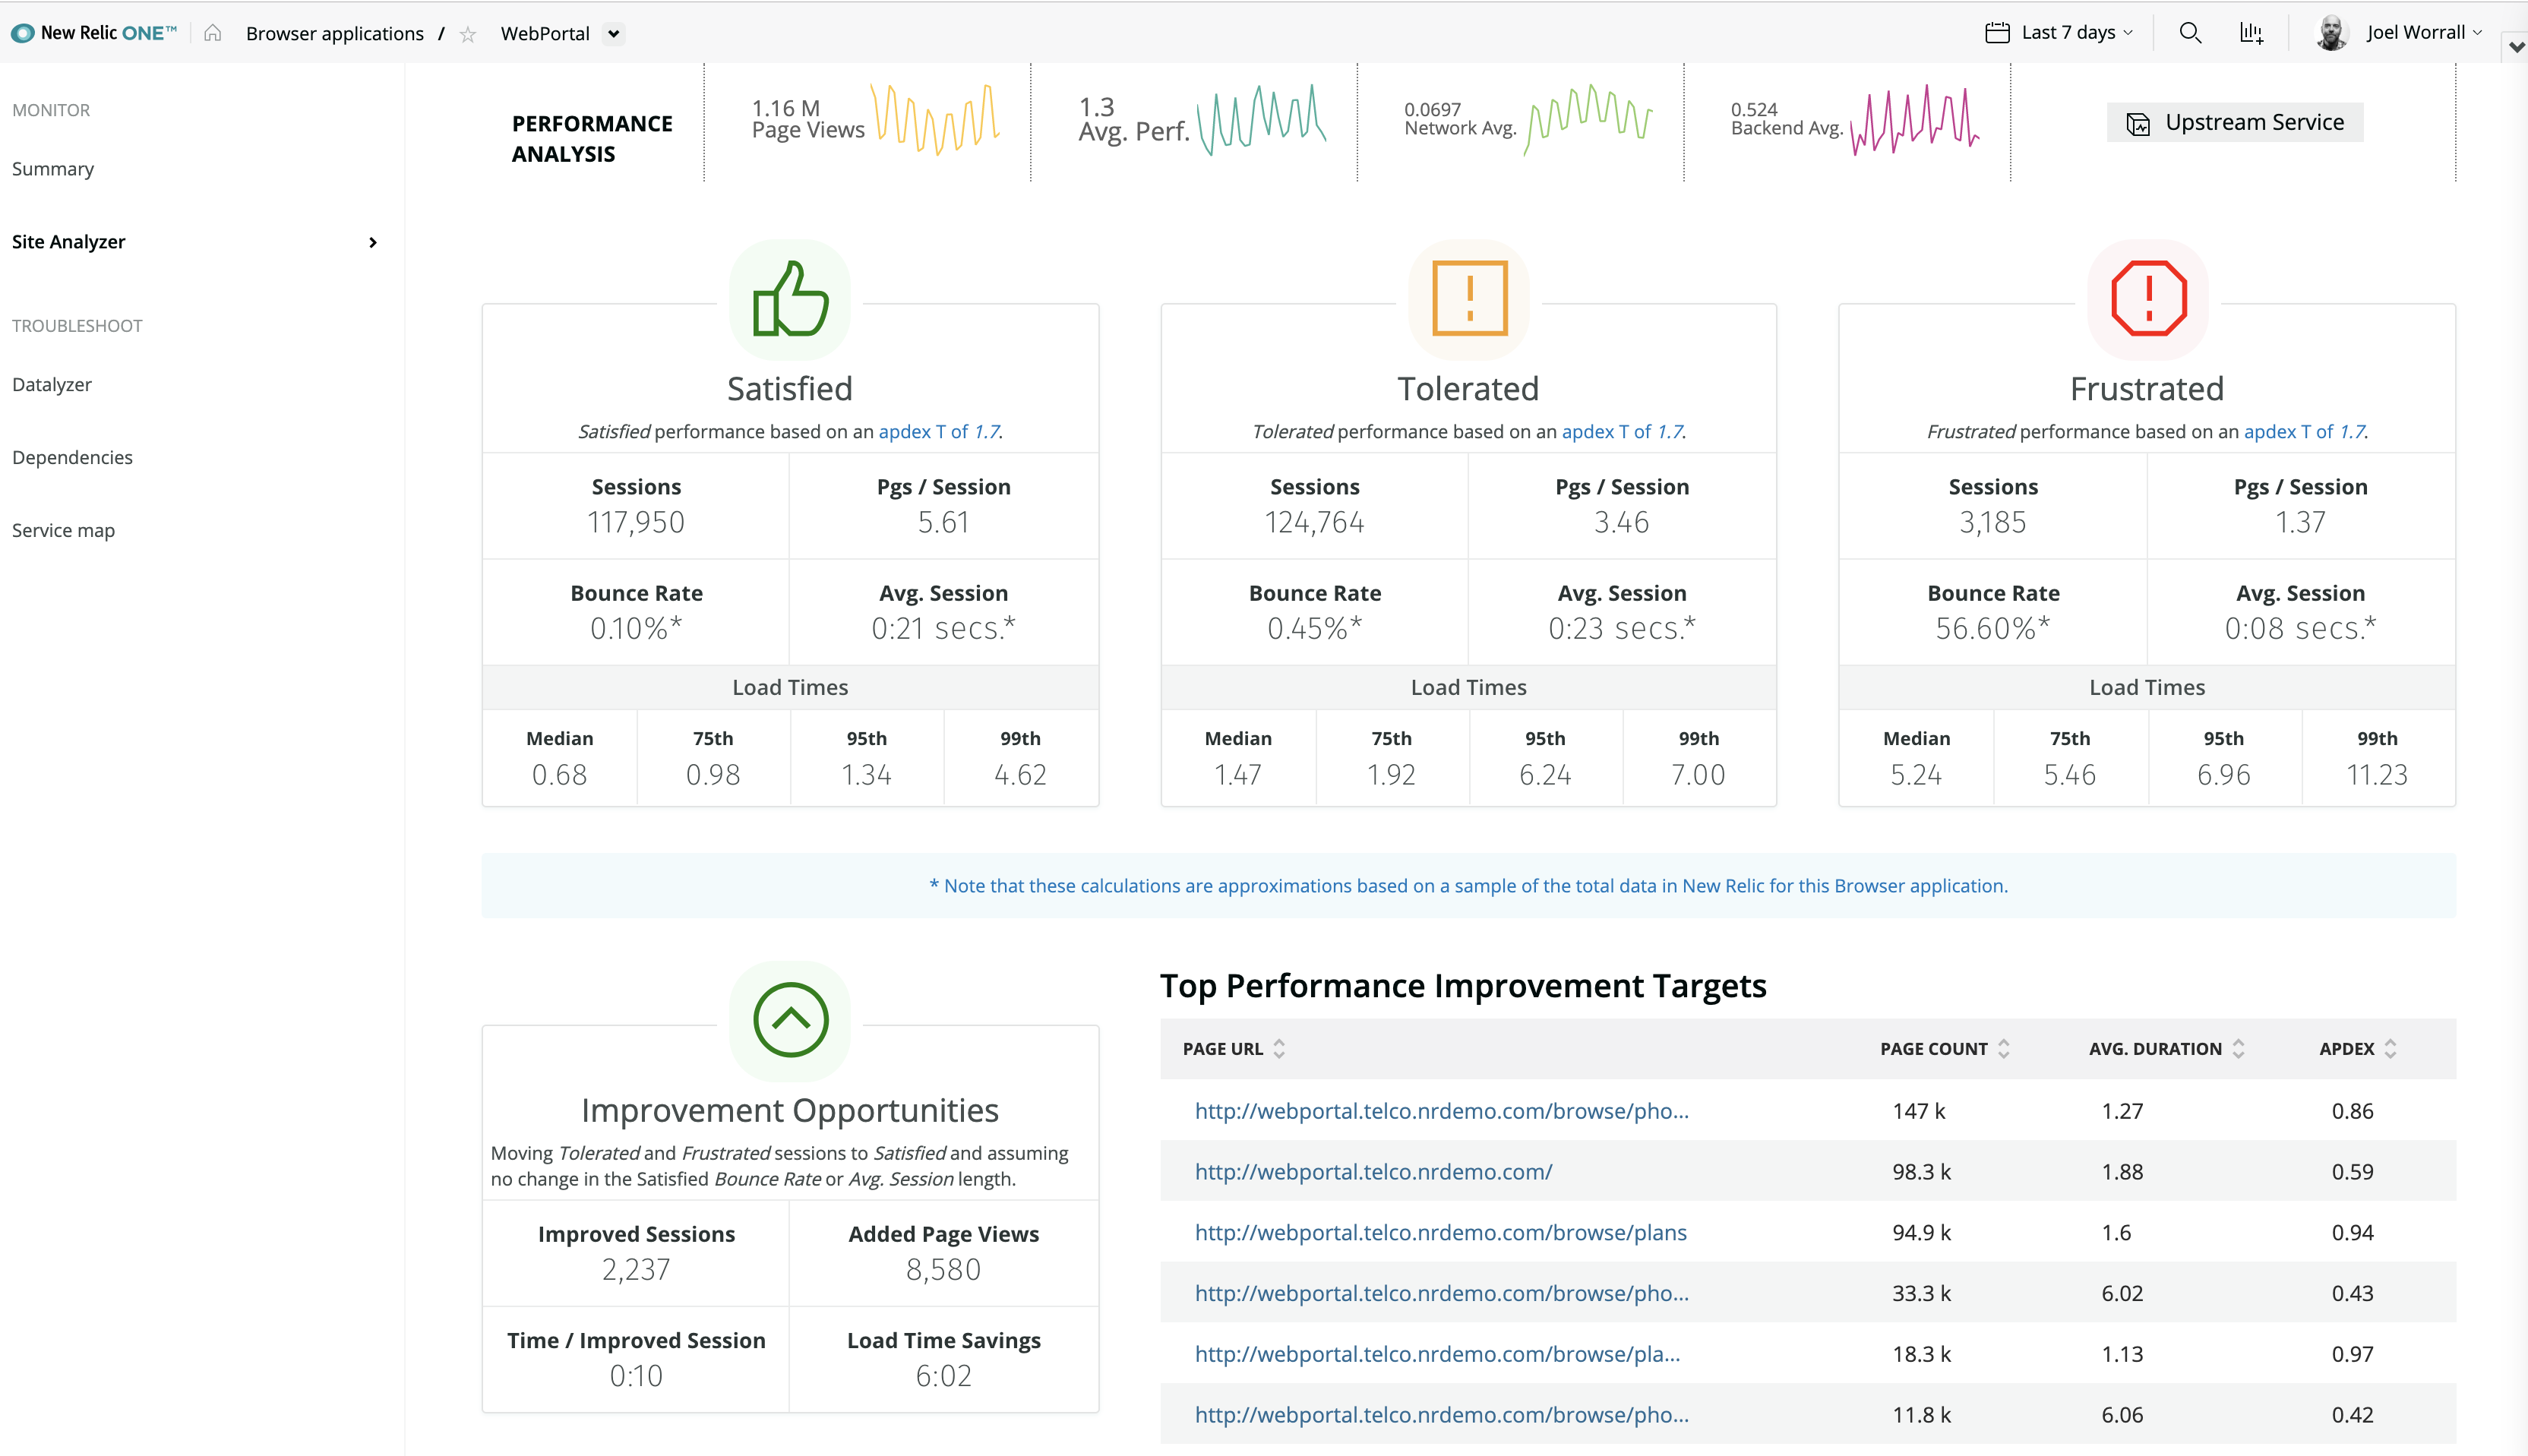 New Relic ONE™
Browser applications / WebPortal
Last 7 days
Joel Worrall
MONITOR
Summary
Site Analyzer
TROUBLESHOOT
Datalyzer
Dependencies
Service map
PERFORMANCE
ANALYSIS
1.16 M
Page Views
1.3
Avg. Perf.
0.0697
Network Avg.
0.524
Backend Avg.
Upstream Service
Satisfied
Satisfied performance based on an apdex T of 1.7.
Sessions Pgs / Session
117,950 5.61
Bounce Rate Avg. Session
0.10%* 0:21 secs.*
Load Times
Median 75th 95th 99th
0.68 0.98 1.34 4.62
Tolerated
Tolerated performance based on an apdex T of 1.7.
Sessions Pgs / Session
124,764 3.46
Bounce Rate Avg. Session
0.45%* 0:23 secs.*
Load Times
Median 75th 95th 99th
1.47 1.92 6.24 7.00
Frustrated
Frustrated performance based on an apdex T of 1.7.
Sessions Pgs / Session
3,185 1.37
Bounce Rate Avg. Session
56.60%* 0:08 secs.*
Load Times
Median 75th 95th 99th
5.24 5.46 6.96 11.23
* Note that these calculations are approximations based on a sample of the total data in New Relic for this Browser application.
Improvement Opportunities
Moving Tolerated and Frustrated sessions to Satisfied and assuming
no change in the Satisfied Bounce Rate or Avg. Session length.
Improved Sessions Added Page Views
2,237 8,580
Time / Improved Session Load Time Savings
0:10 6:02
Top Performance Improvement Targets
PAGE URL PAGE COUNT AVG. DURATION APDEX
http://webportal.telco.nrdemo.com/browse/pho... 147 k 1.27 0.86
http://webportal.telco.nrdemo.com/ 98.3 k 1.88 0.59
http://webportal.telco.nrdemo.com/browse/plans 94.9 k 1.6 0.94
http://webportal.telco.nrdemo.com/browse/pho... 33.3 k 6.02 0.43
http://webportal.telco.nrdemo.com/browse/pla... 18.3 k 1.13 0.97
http://webportal.telco.nrdemo.com/browse/pho... 11.8 k 6.06 0.42